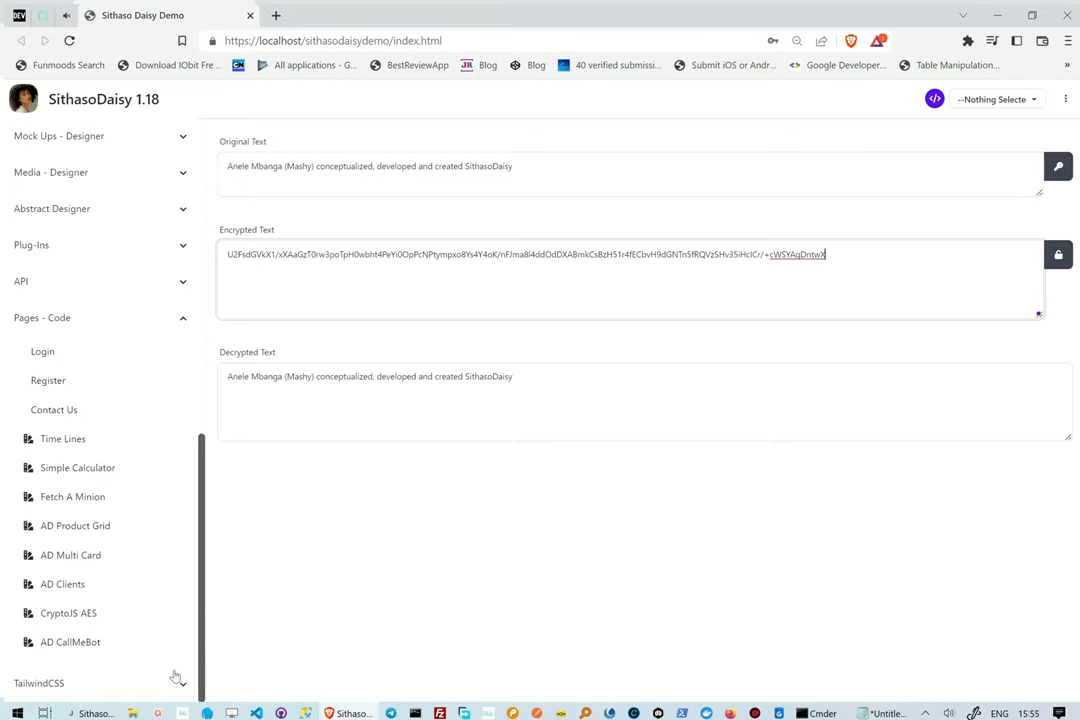 DEV
Sithaso Daisy Demo
https://localhost/sithasodaisydemo/index.html
Funmoods Search
Download IObit Fre...
CN
All applications - G...
BestReviewApp
JR Blog
Blog
40 verified submissi...
Submit iOS or Andr...
Google Developer...
Table Manipulation...
»
SithasoDaisy 1.18
--Nothing Selecte
Mock Ups - Designer
Media - Designer
Abstract Designer
Plug-Ins
API
Pages - Code
Login
Register
Contact Us
Time Lines
Simple Calculator
Fetch A Minion
AD Product Grid
AD Multi Card
AD Clients
CryptoJS AES
AD CallMeBot
TailwindCSS
Original Text
Anele Mbanga (Mashy) conceptualized, developed and created SithasoDaisy
Encrypted Text
Decrypted Text
Anele Mbanga (Mashy) conceptualized, developed and created SithasoDaisy
J Sithaso...
Sithaso...
Cmder
*Untitle...
ENG
15:55